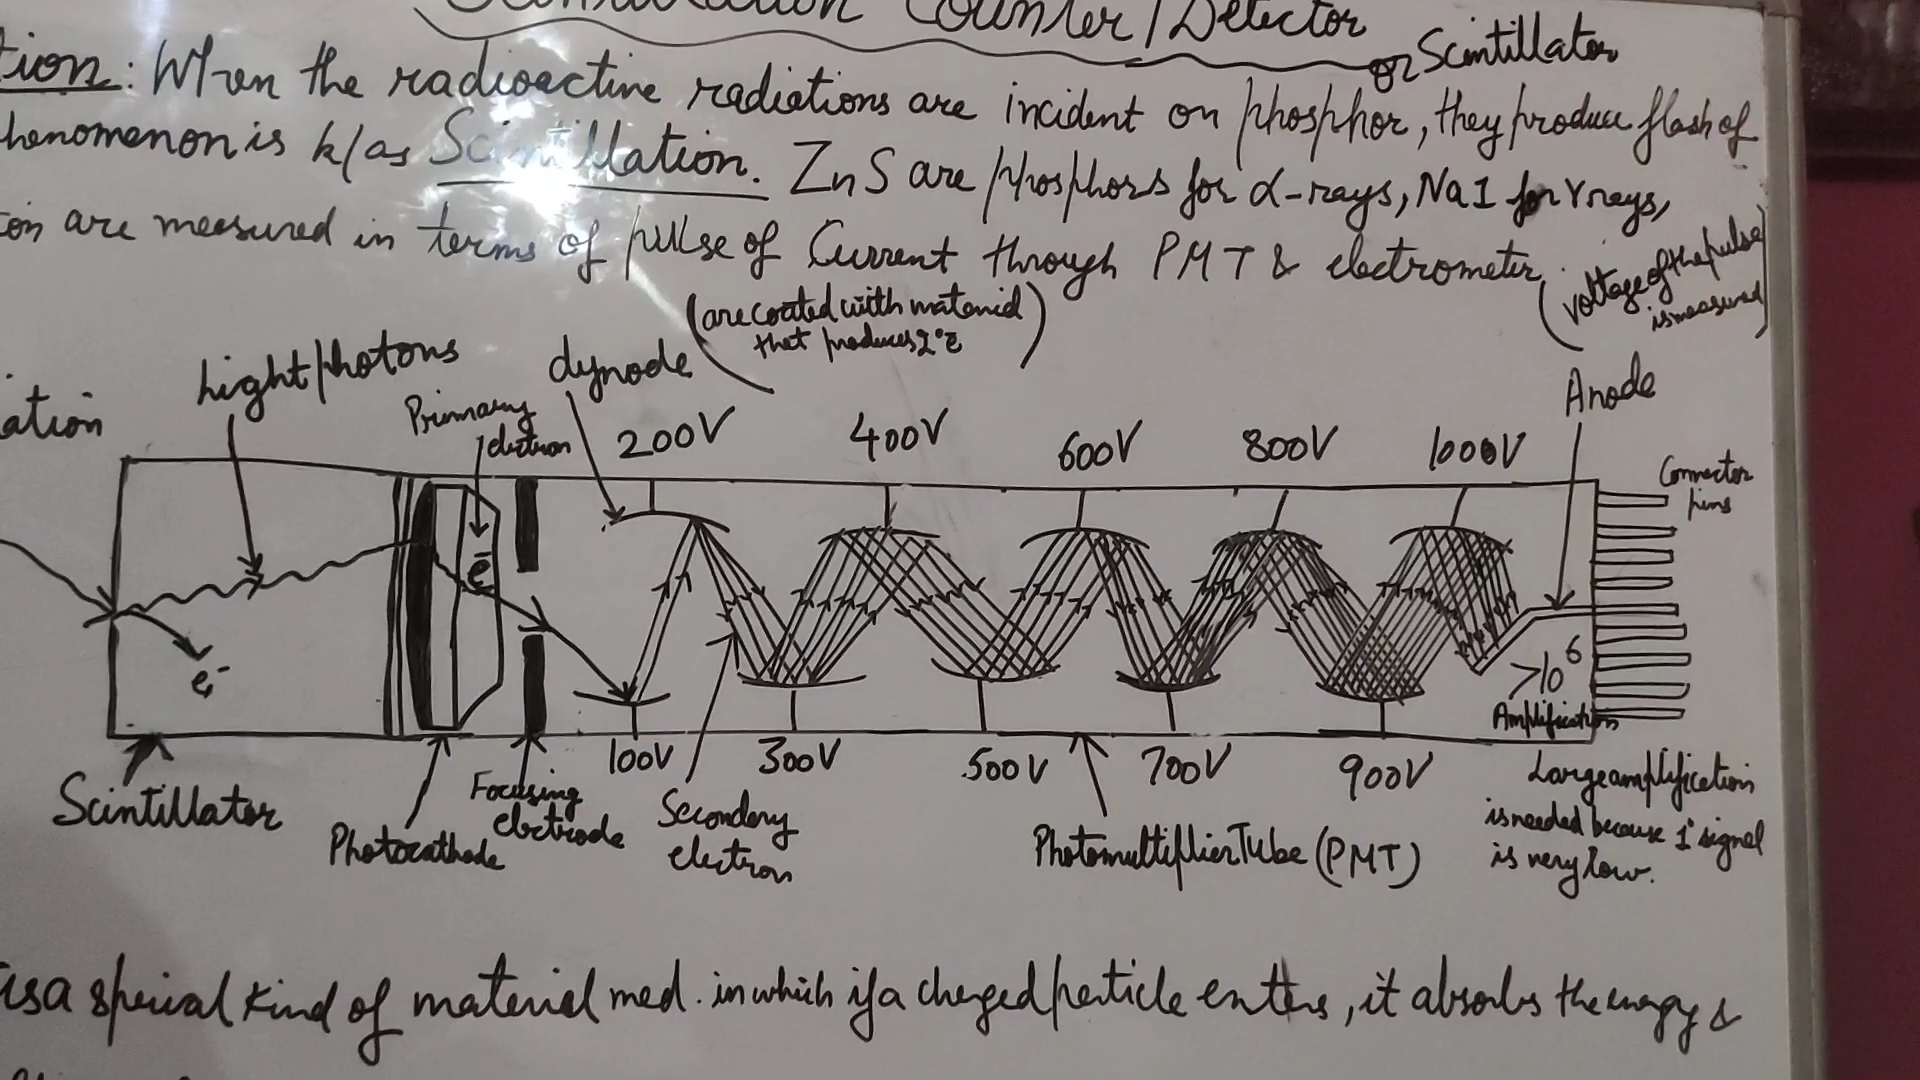 Scintillation Counter/Detector
tion: When the radioactive radiations are incident on phosphor, they produce flash of
or Scintillator
henomenon is k/as Scintillation. ZnS are phosphors for α-rays, NaI for γ rays,
ion are measured in terms of pulse of Current through PMT & electrometer.
(voltage of the pulse
is measured)
(are coated with material
that produces 2° ē)
ation
Light photons
Primary
electron
dynode
200V
400V
600V
800V
1000V
Anode
Connector
pins
e-
ē
>10⁶
Amplification
100V
300V
500V
700V
900V
Scintillator
Photocathode
Focusing
electrode
Secondary
electron
Photomultiplier Tube (PMT)
Large amplification
is needed because 1° signal
is very low.
is a special kind of material med. in which if a charged particle enters, it absorbs the energy &